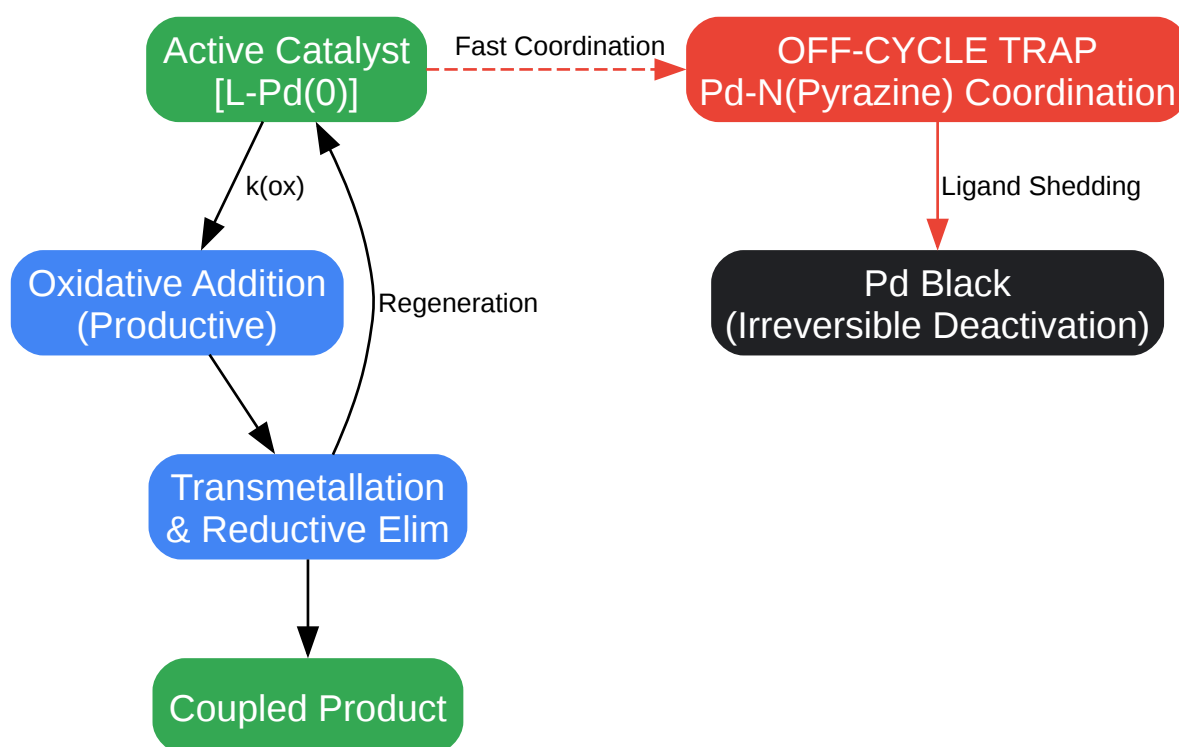 Active Catalyst
[L-Pd(0)]
Fast Coordination
OFF-CYCLE TRAP
Pd-N(Pyrazine) Coordination
k(ox)
Ligand Shedding
Oxidative Addition
(Productive)
Regeneration
Pd Black
(Irreversible Deactivation)
Transmetallation
& Reductive Elim
Coupled Product